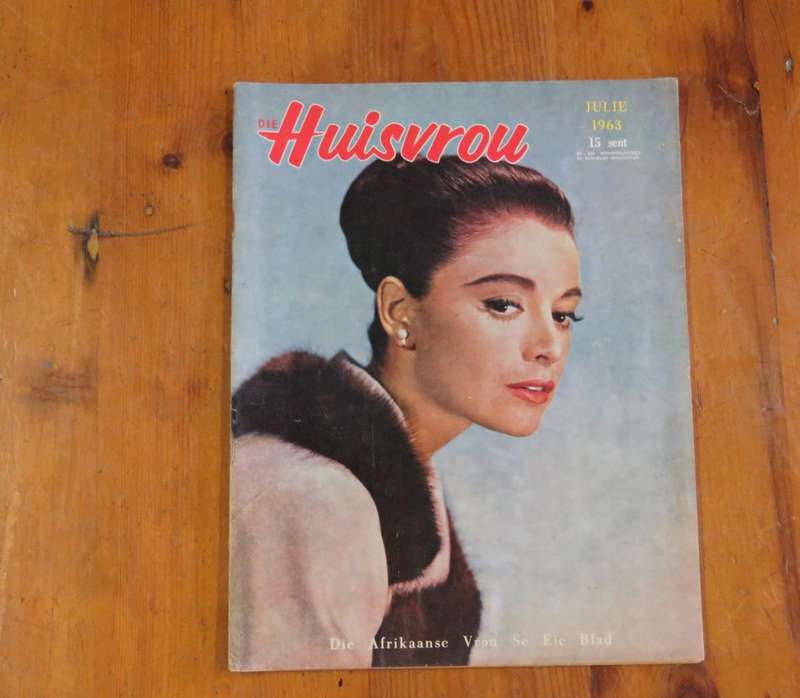 DIE Huisvrou
JULIE
1963
15 sent
Die Afrikaanse Vrou Se Eie Blad